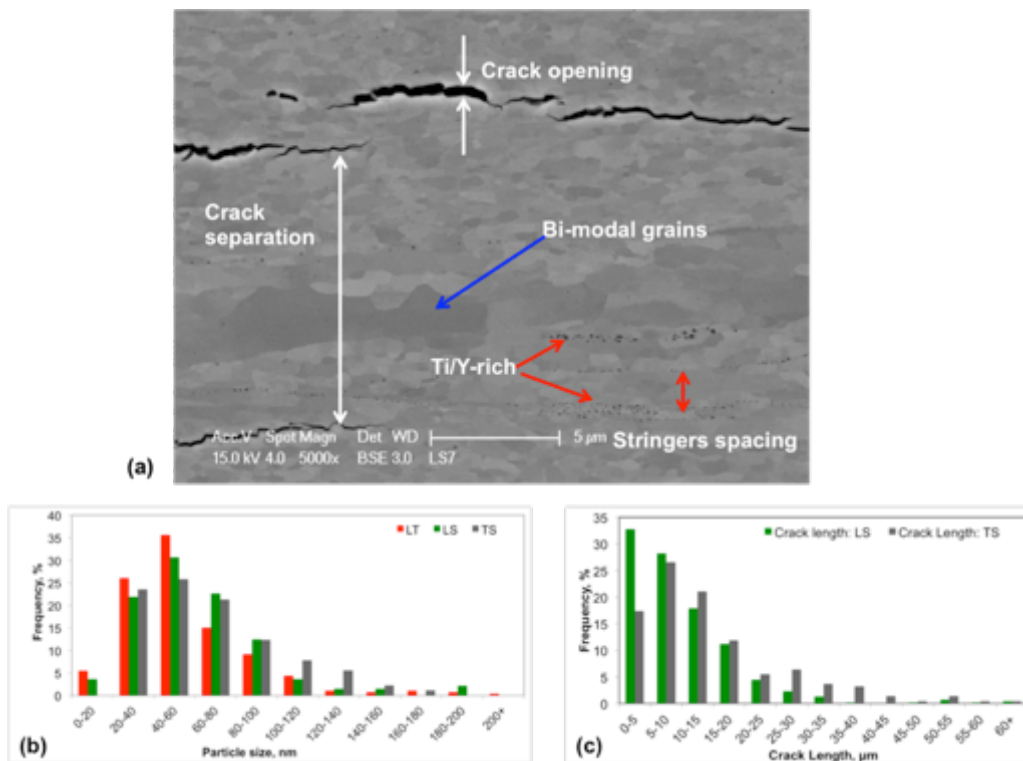 Crack opening
Crack
separation
Bi-modal grains
Ti/Y-rich
Acc.V Spot Magn Det WD 5 µm
15.0 kV 4.0 5000x BSE 3.0 LS7
Stringers spacing
(a)
40
35
30
25
20
15
10
5
0
Frequency, %
LT LS TS
0-20 20-40 40-60 60-80 80-100 100-120 120-140 140-160 160-180 180-200 200+
Particle size, nm
(b)
35
30
25
20
15
10
5
0
Frequency, %
Crack length: LS Crack Length: TS
0-5 5-10 10-15 15-20 20-25 25-30 30-35 35-40 40-45 45-50 50-55 55-60 60+
Crack Length, µm
(c)